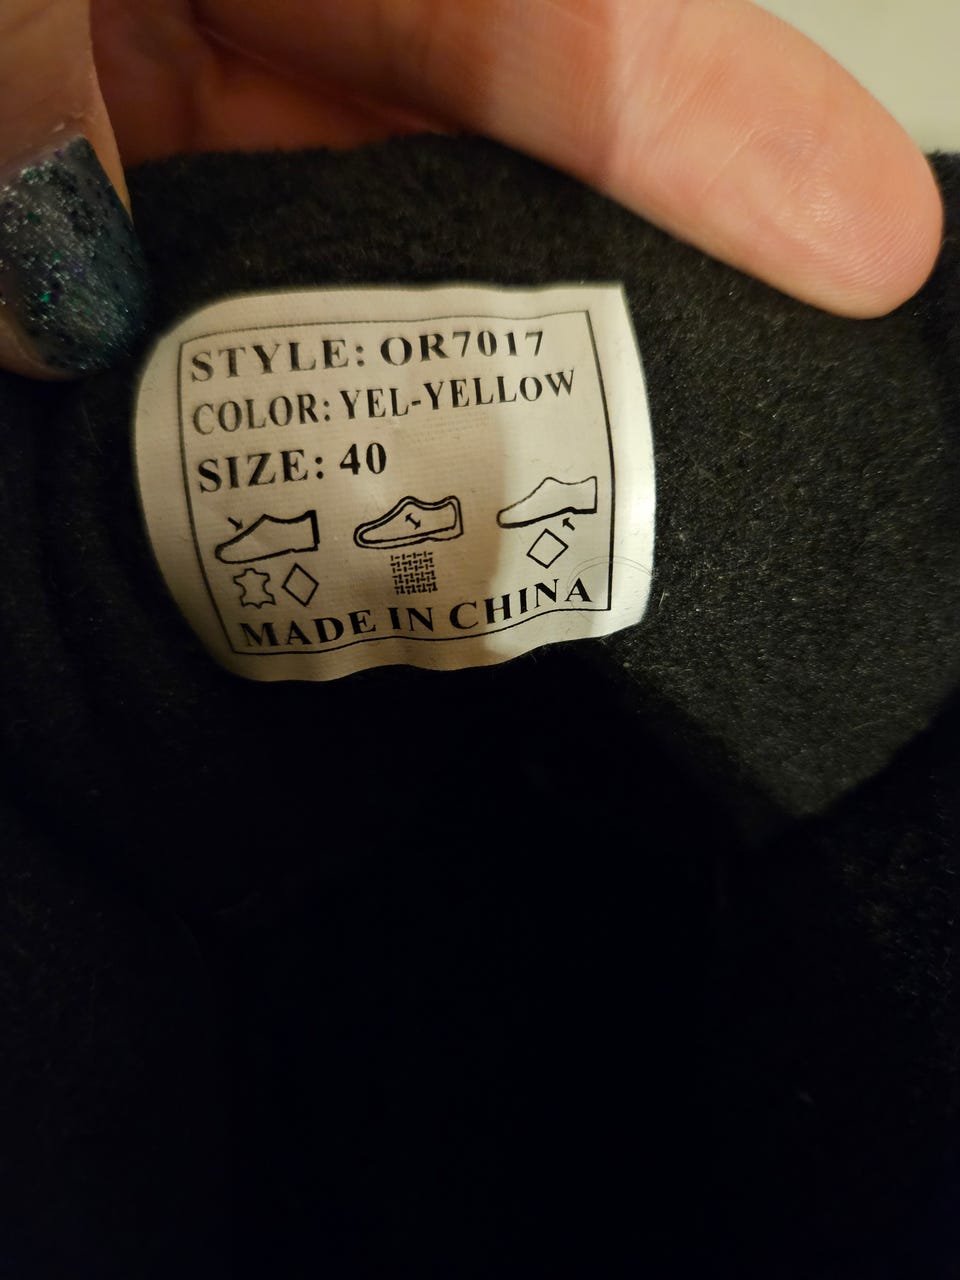 STYLE: OR7017
COLOR: YEL-YELLOW
SIZE: 40
MADE IN CHINA